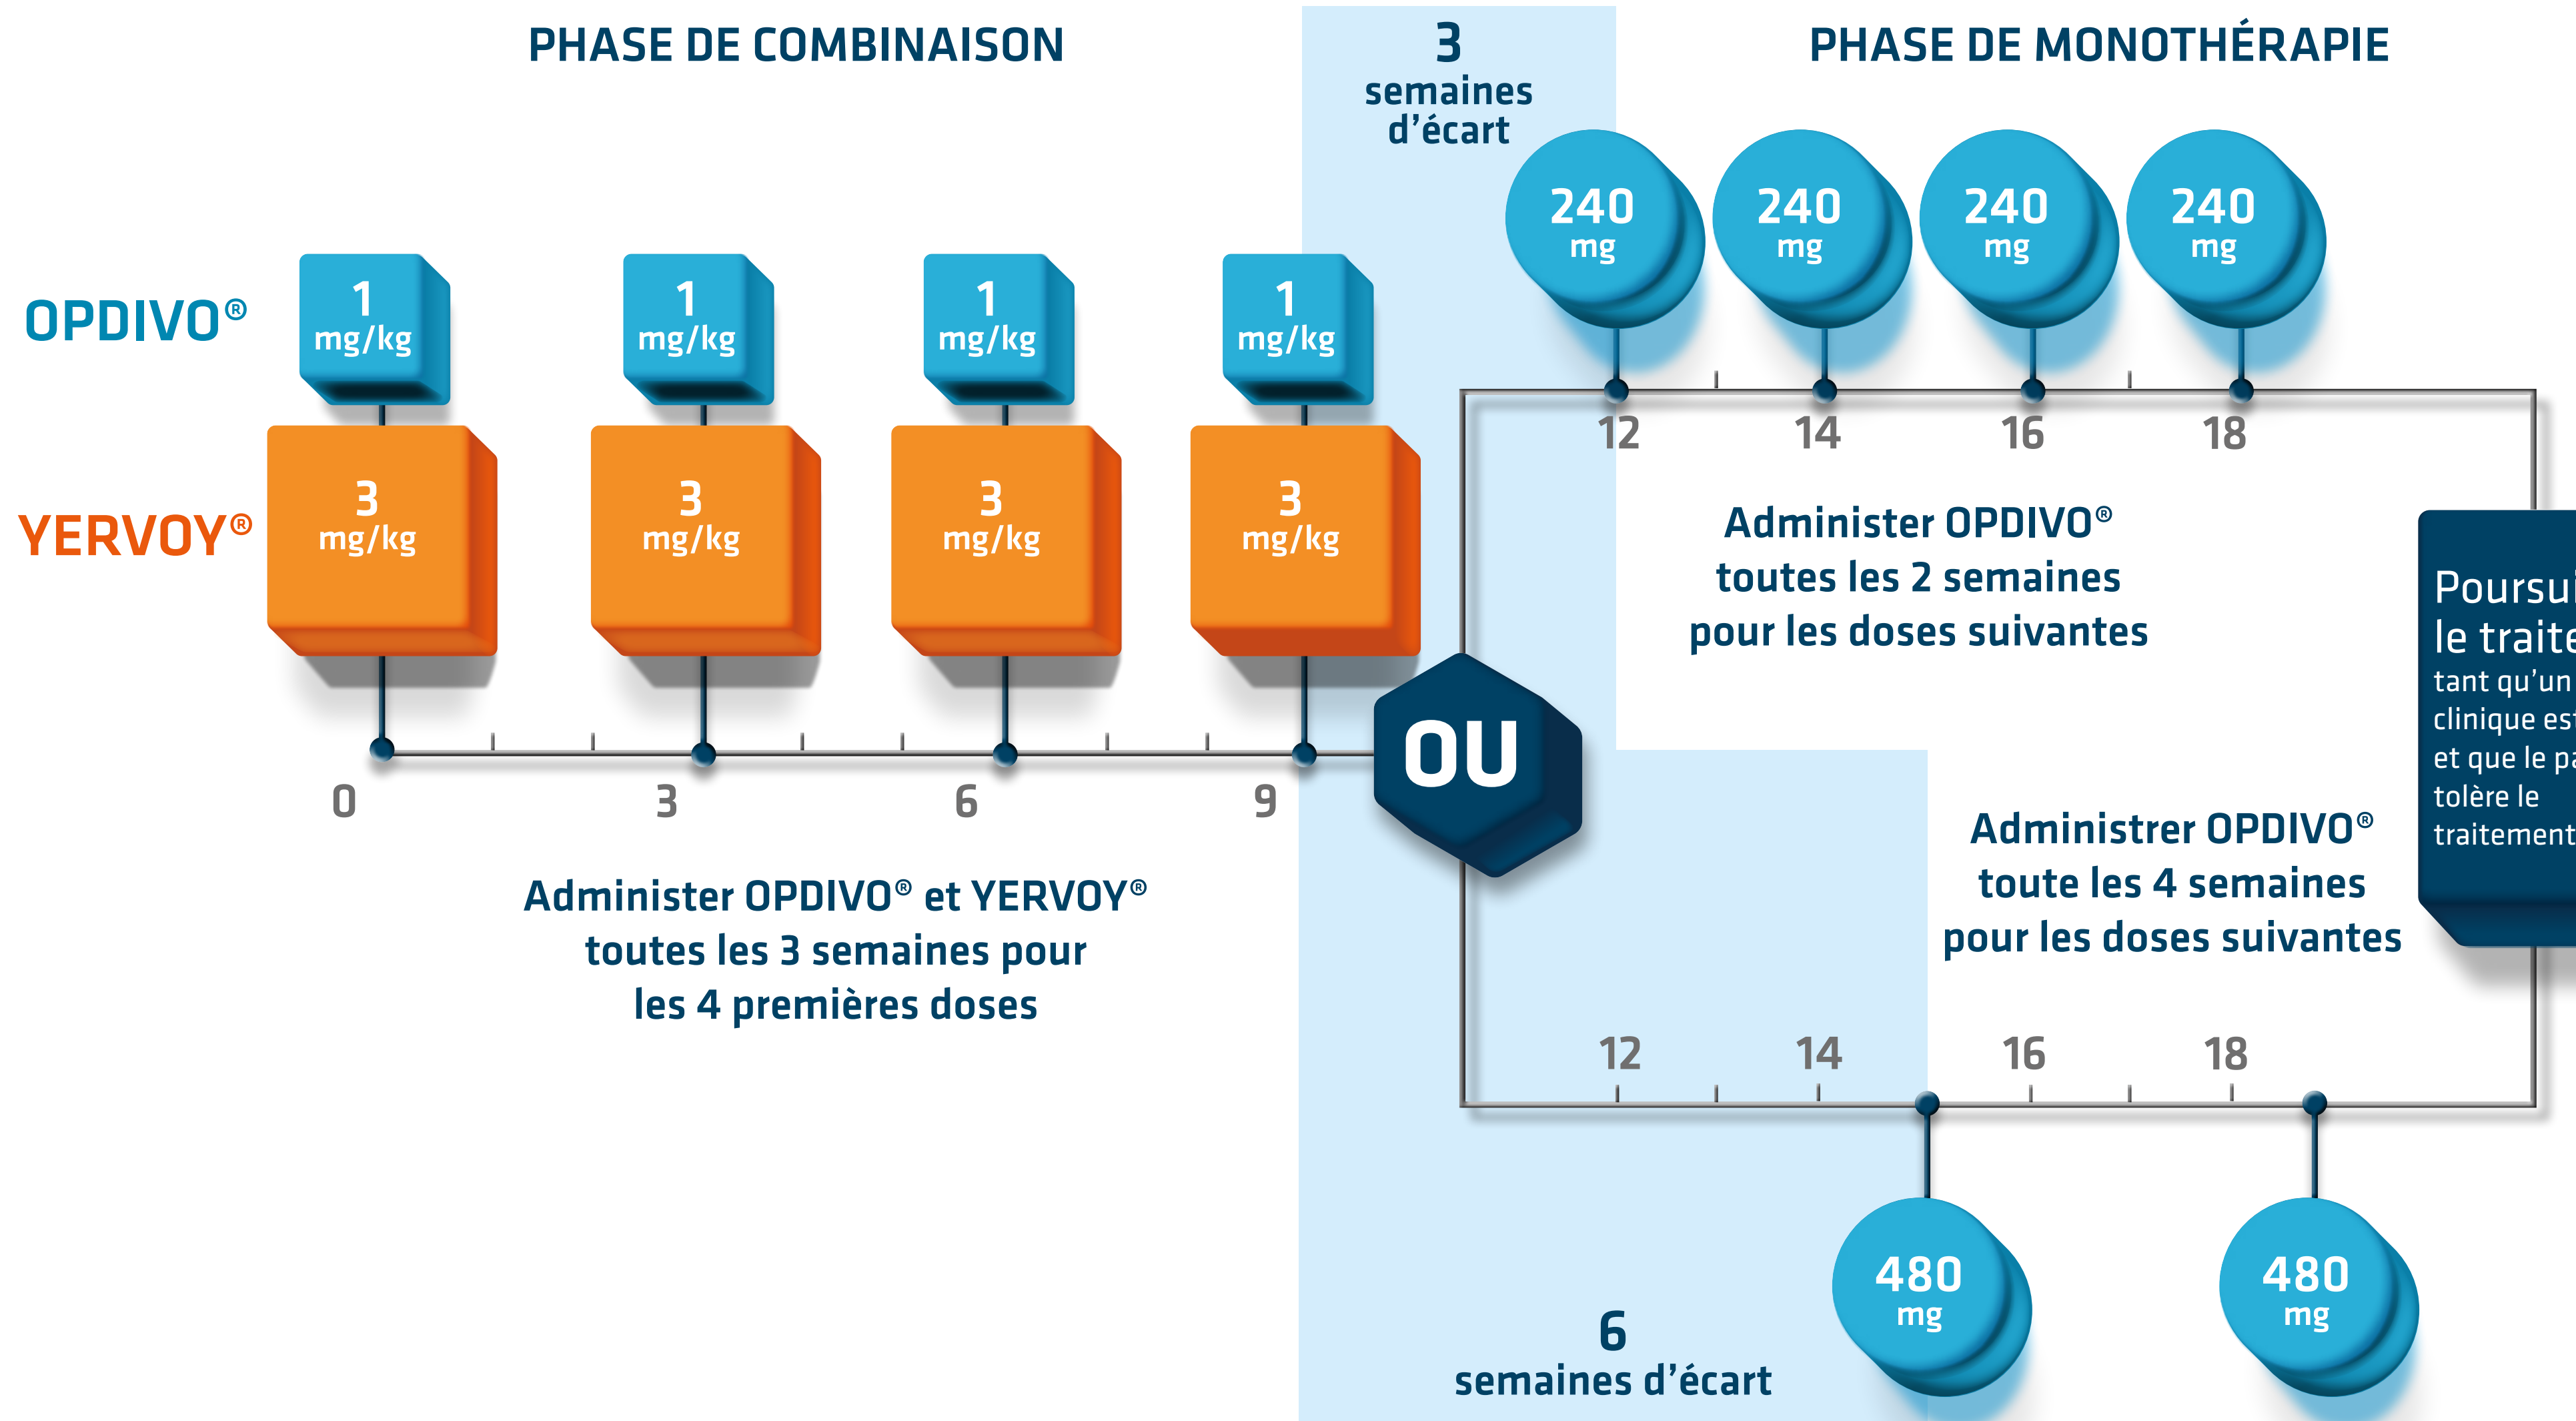 PHASE DE COMBINAISON
3
semaines
d’écart
PHASE DE MONOTHÉRAPIE
OPDIVO®
1
mg/kg
1
mg/kg
1
mg/kg
1
mg/kg
YERVOY®
3
mg/kg
3
mg/kg
3
mg/kg
3
mg/kg
0
3
6
9
Administer OPDIVO® et YERVOY®
toutes les 3 semaines pour
les 4 premières doses
OU
240
mg
240
mg
240
mg
240
mg
12
14
16
18
Administer OPDIVO®
toutes les 2 semaines
pour les doses suivantes
Administrer OPDIVO®
toute les 4 semaines
pour les doses suivantes
12
14
16
18
480
mg
480
mg
6
semaines d’écart
le
tant qu’un
clinique
et que le
tolère le
traitement